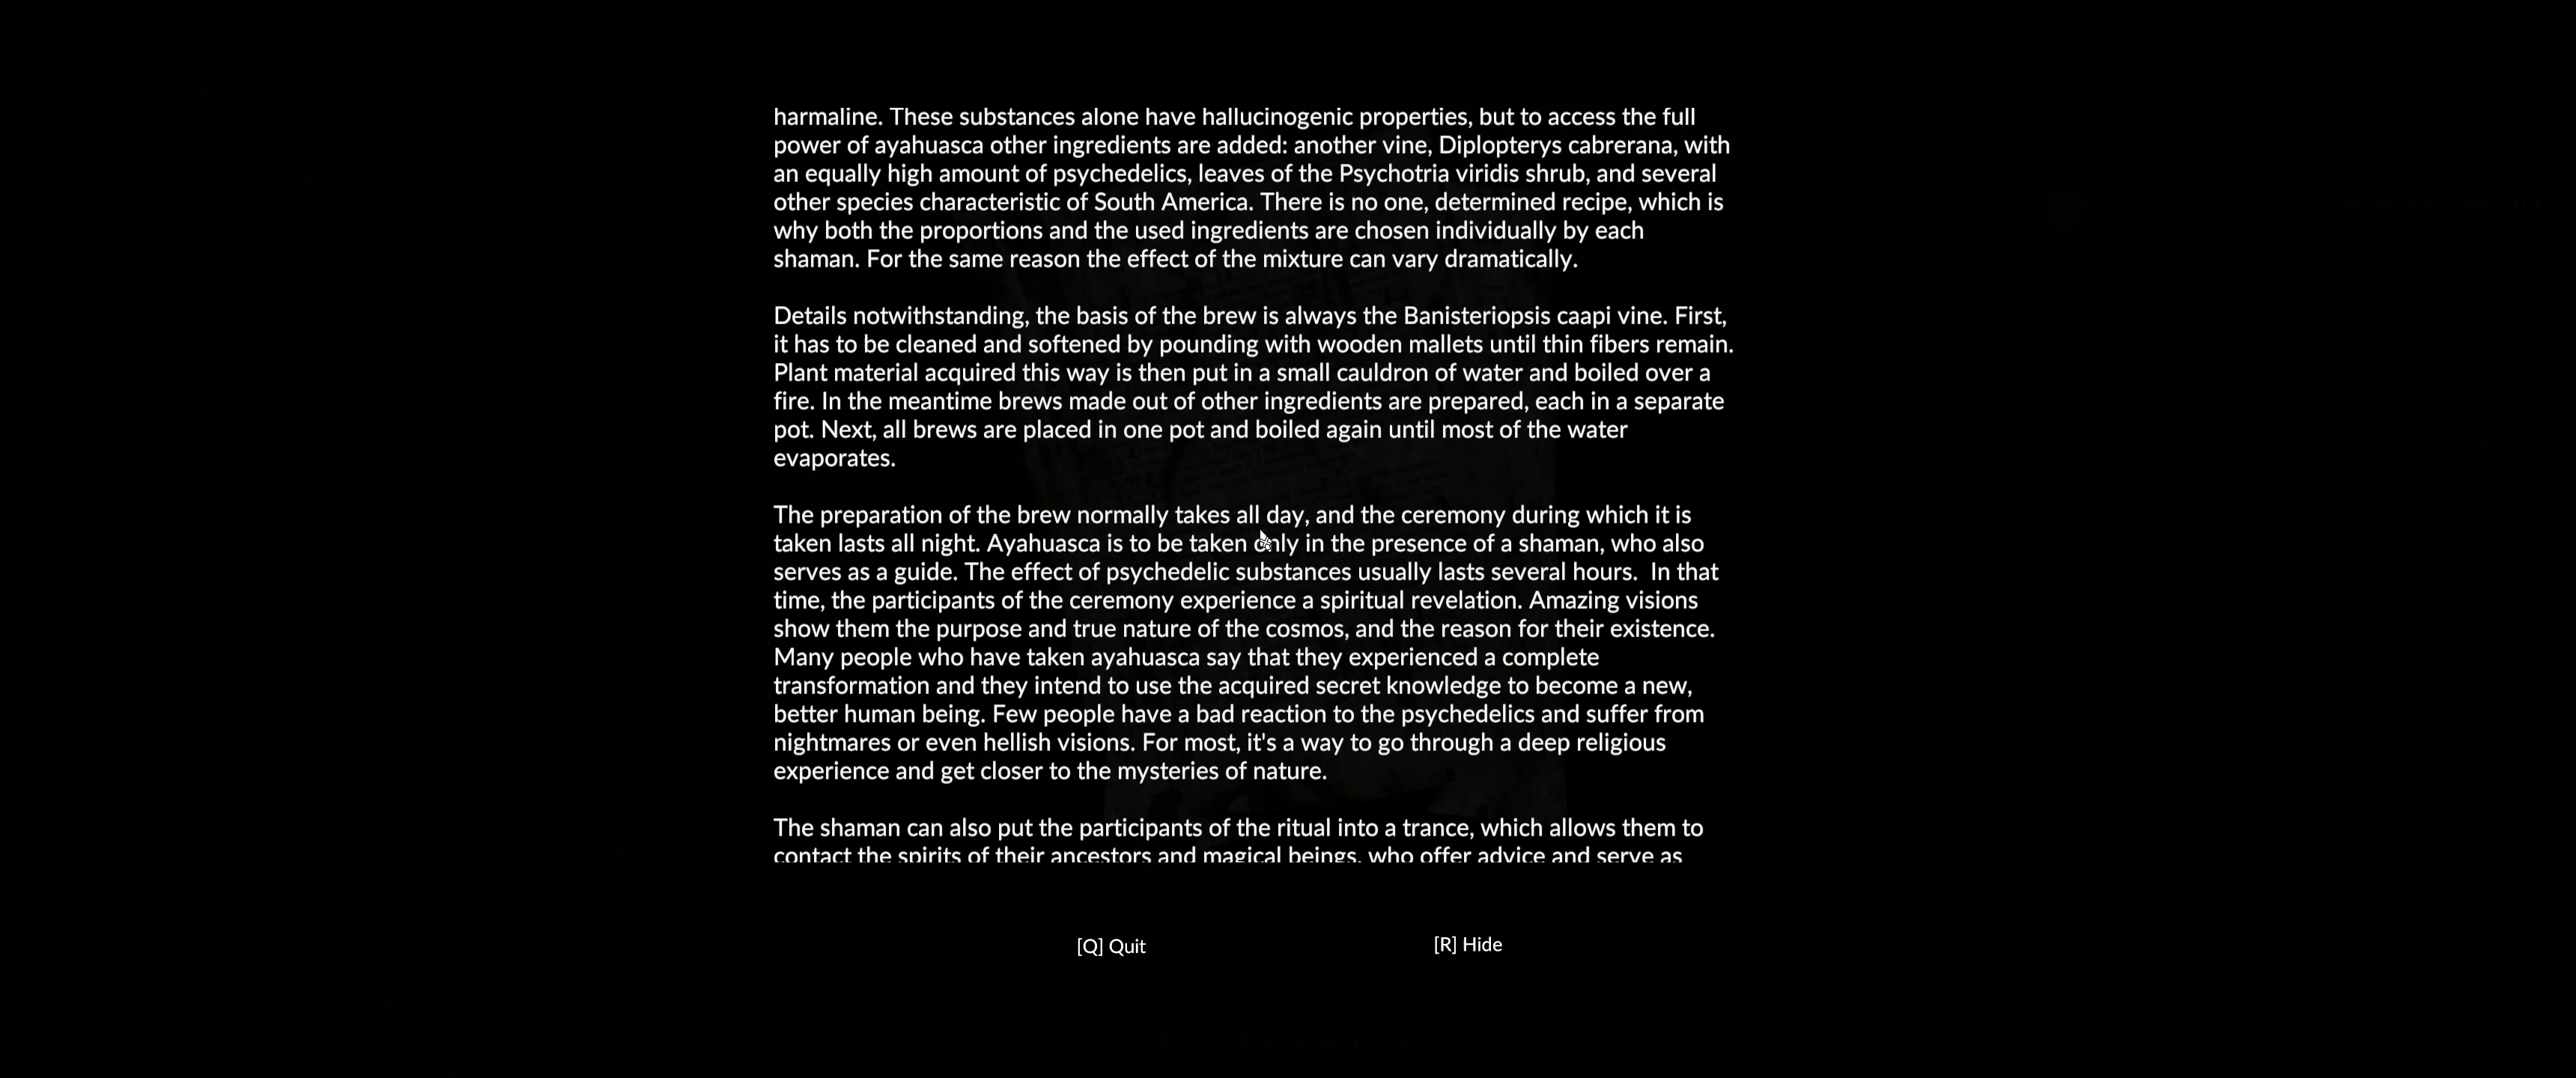 harmaline. These substances alone have hallucinogenic properties, but to access the full
power of ayahuasca other ingredients are added: another vine, Diplopterys cabrerana, with
an equally high amount of psychedelics, leaves of the Psychotria viridis shrub, and several
other species characteristic of South America. There is no one, determined recipe, which is
why both the proportions and the used ingredients are chosen individually by each
shaman. For the same reason the effect of the mixture can vary dramatically.
Details notwithstanding, the basis of the brew is always the Banisteriopsis caapi vine. First,
it has to be cleaned and softened by pounding with wooden mallets until thin fibers remain.
Plant material acquired this way is then put in a small cauldron of water and boiled over a
fire. In the meantime brews made out of other ingredients are prepared, each in a separate
pot. Next, all brews are placed in one pot and boiled again until most of the water
evaporates.
The preparation of the brew normally takes all day, and the ceremony during which it is
taken lasts all night. Ayahuasca is to be taken only in the presence of a shaman, who also
serves as a guide. The effect of psychedelic substances usually lasts several hours.  In that
time, the participants of the ceremony experience a spiritual revelation. Amazing visions
show them the purpose and true nature of the cosmos, and the reason for their existence.
Many people who have taken ayahuasca say that they experienced a complete
transformation and they intend to use the acquired secret knowledge to become a new,
better human being. Few people have a bad reaction to the psychedelics and suffer from
nightmares or even hellish visions. For most, it's a way to go through a deep religious
experience and get closer to the mysteries of nature.
The shaman can also put the participants of the ritual into a trance, which allows them to
contact the spirits of their ancestors and magical beings, who offer advice and serve as
[Q] Quit
[R] Hide